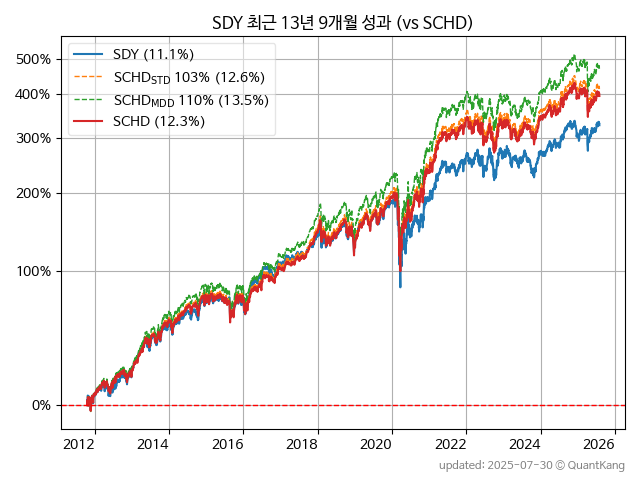 SDY 최근 13년 9개월 성과 (vs SCHD)
SDY (11.1%)
SCHD_STD 103% (12.6%)
SCHD_MDD 110% (13.5%)
SCHD (12.3%)
500%
400%
300%
200%
100%
0%
2012 2014 2016 2018 2020 2022 2024 2026
updated: 2025-07-30 © QuantKang